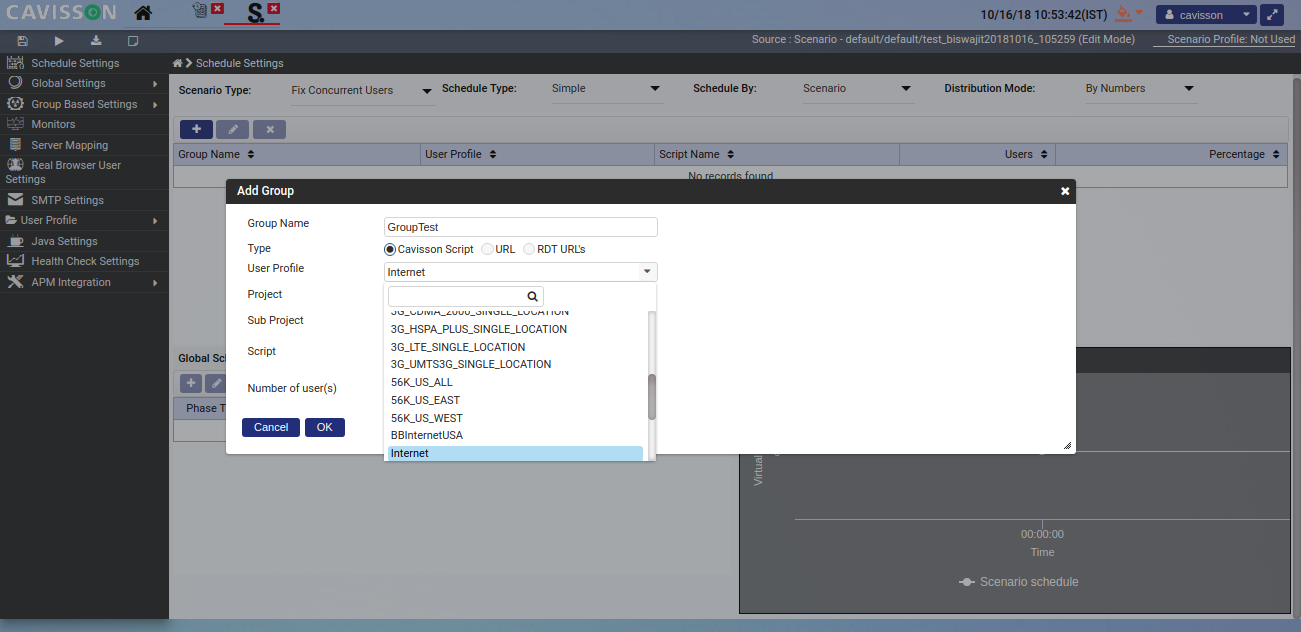 CAVISSON
S.
10/16/18 10:53:42(IST)
cavisson
Source : Scenario - default/default/test_biswajit20181016_105259 (Edit Mode)
Scenario Profile: Not Used
Schedule Settings
Global Settings
Group Based Settings
Monitors
Server Mapping
Real Browser User
Settings
SMTP Settings
User Profile
Java Settings
Health Check Settings
APM Integration
Schedule Settings
Scenario Type:
Fix Concurrent Users
Schedule Type:
Simple
Schedule By:
Scenario
Distribution Mode:
By Numbers
Group Name
User Profile
Script Name
Users
Percentage
No records found
Add Group
Group Name
GroupTest
Type
Cavisson Script
URL
RDT URL's
User Profile
Internet
Project
Sub Project
Script
Number of user(s)
3G_CDMA_2000_SINGLE_LOCATION
3G_HSPA_PLUS_SINGLE_LOCATION
3G_LTE_SINGLE_LOCATION
3G_UMTS3G_SINGLE_LOCATION
56K_US_ALL
56K_US_EAST
56K_US_WEST
BBInternetUSA
Internet
Cancel
OK
Global Sc
Phase T
Virtual
00:00:00
Time
Scenario schedule